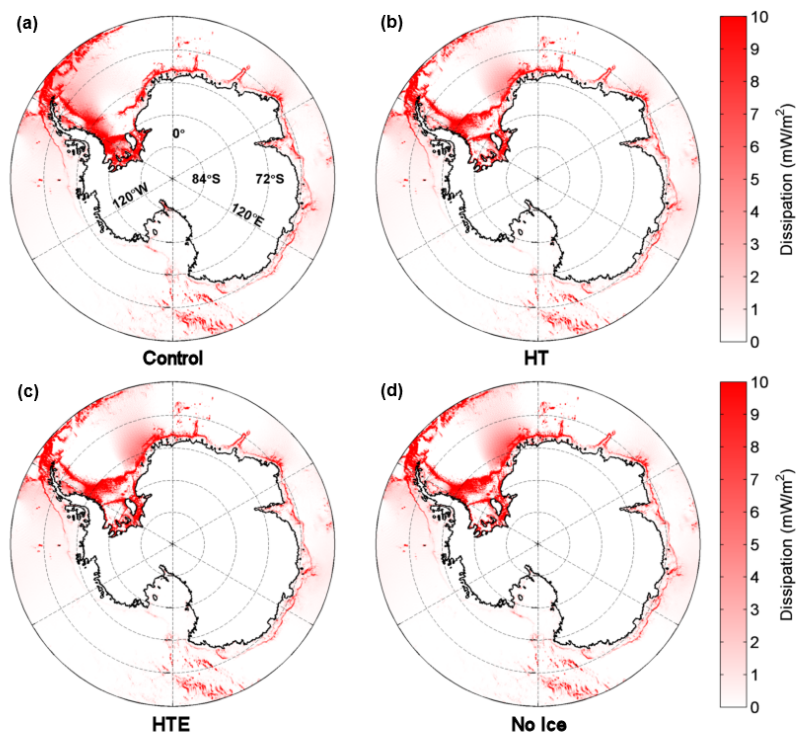 (a)
(b)
0°
84°S
72°S
120°W
120°E
Control
HT
10
9
8
7
6
5
4
3
2
1
0
Dissipation (mW/m²)
(c)
(d)
HTE
No Ice
10
9
8
7
6
5
4
3
2
1
0
Dissipation (mW/m²)